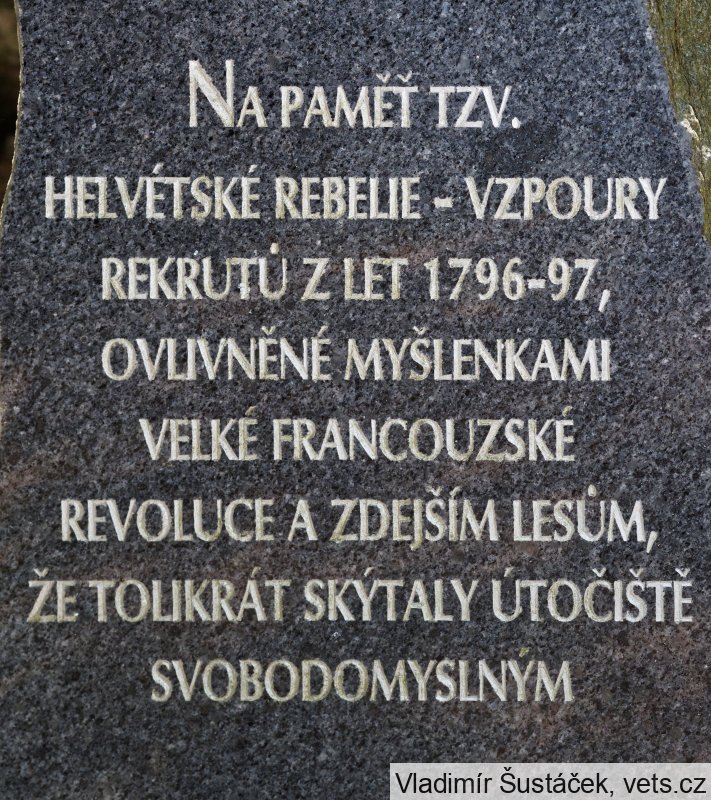 NA PAMĚŤ TZV.
HELVÉTSKÉ REBELIE - VZPOURY
REKRUTŮ Z LET 1796-97,
OVLIVNĚNÉ MYŠLENKAMI
VELKÉ FRANCOUZSKÉ
REVOLUCE A ZDEJŠÍM LESŮM,
ŽE TOLIKRÁT SKÝTALY ÚTOČIŠTĚ
SVOBODOMYSLNÝM
Vladimír Šustáček, vets.cz